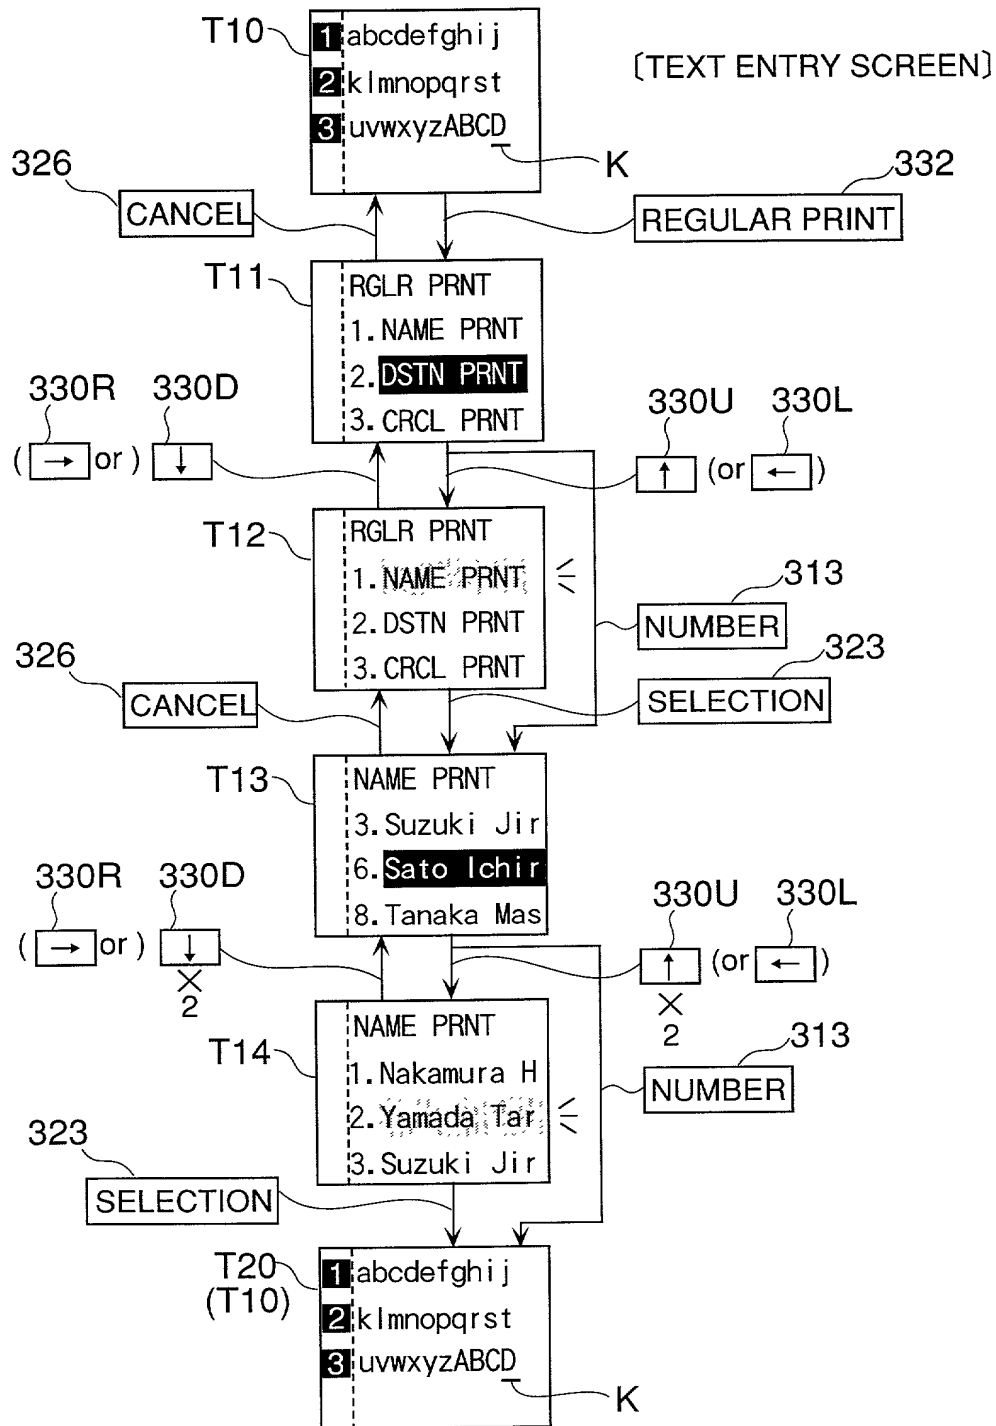 T10
1 abcdefghij
2 klmnopqrst
3 uvwxyzABCD
〔TEXT ENTRY SCREEN〕
K
326
CANCEL
332
REGULAR PRINT
T11
RGLR PRNT
1. NAME PRNT
2. DSTN PRNT
3. CRCL PRNT
330R 330D
( → or ) ↓
330U 330L
↑ (or ← )
T12
RGLR PRNT
1. NAME PRNT
2. DSTN PRNT
3. CRCL PRNT
313
NUMBER
326
CANCEL
323
SELECTION
T13
NAME PRNT
3. Suzuki Jir
6. Sato Ichir
8. Tanaka Mas
330R 330D
( → or ) ↓
×
2
330U 330L
↑ (or ← )
×
2
T14
NAME PRNT
1. Nakamura H
2. Yamada Tar
3. Suzuki Jir
313
NUMBER
323
SELECTION
T20
(T10)
1 abcdefghij
2 klmnopqrst
3 uvwxyzABCD
K